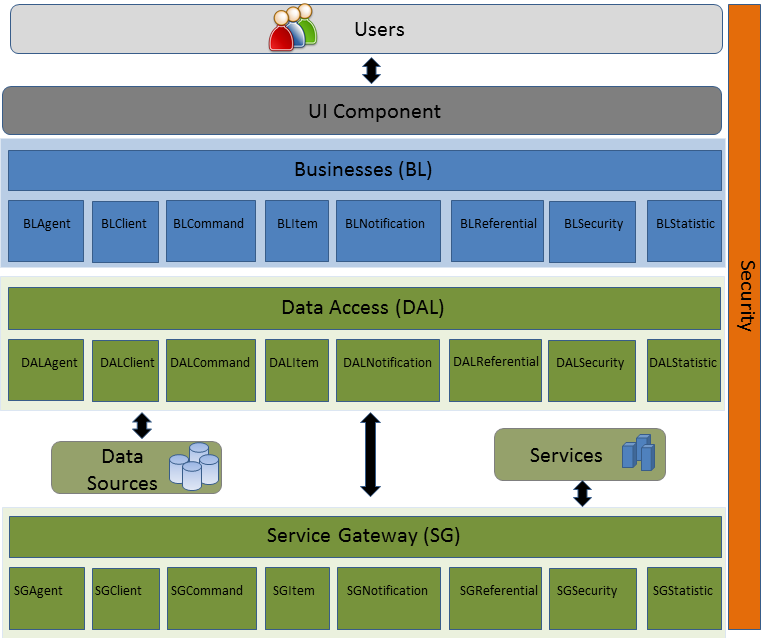 Users
UI Component
Businesses (BL)
BLAgent
BLClient
BLCommand
BLItem
BLNotification
BLReferential
BLSecurity
BLStatistic
Data Access (DAL)
DALAgent
DALClient
DALCommand
DALItem
DALNotification
DALReferential
DALSecurity
DALStatistic
Data
Sources
Services
Service Gateway (SG)
SGAgent
SGClient
SGCommand
SGItem
SGNotification
SGReferential
SGSecurity
SGStatistic
Security